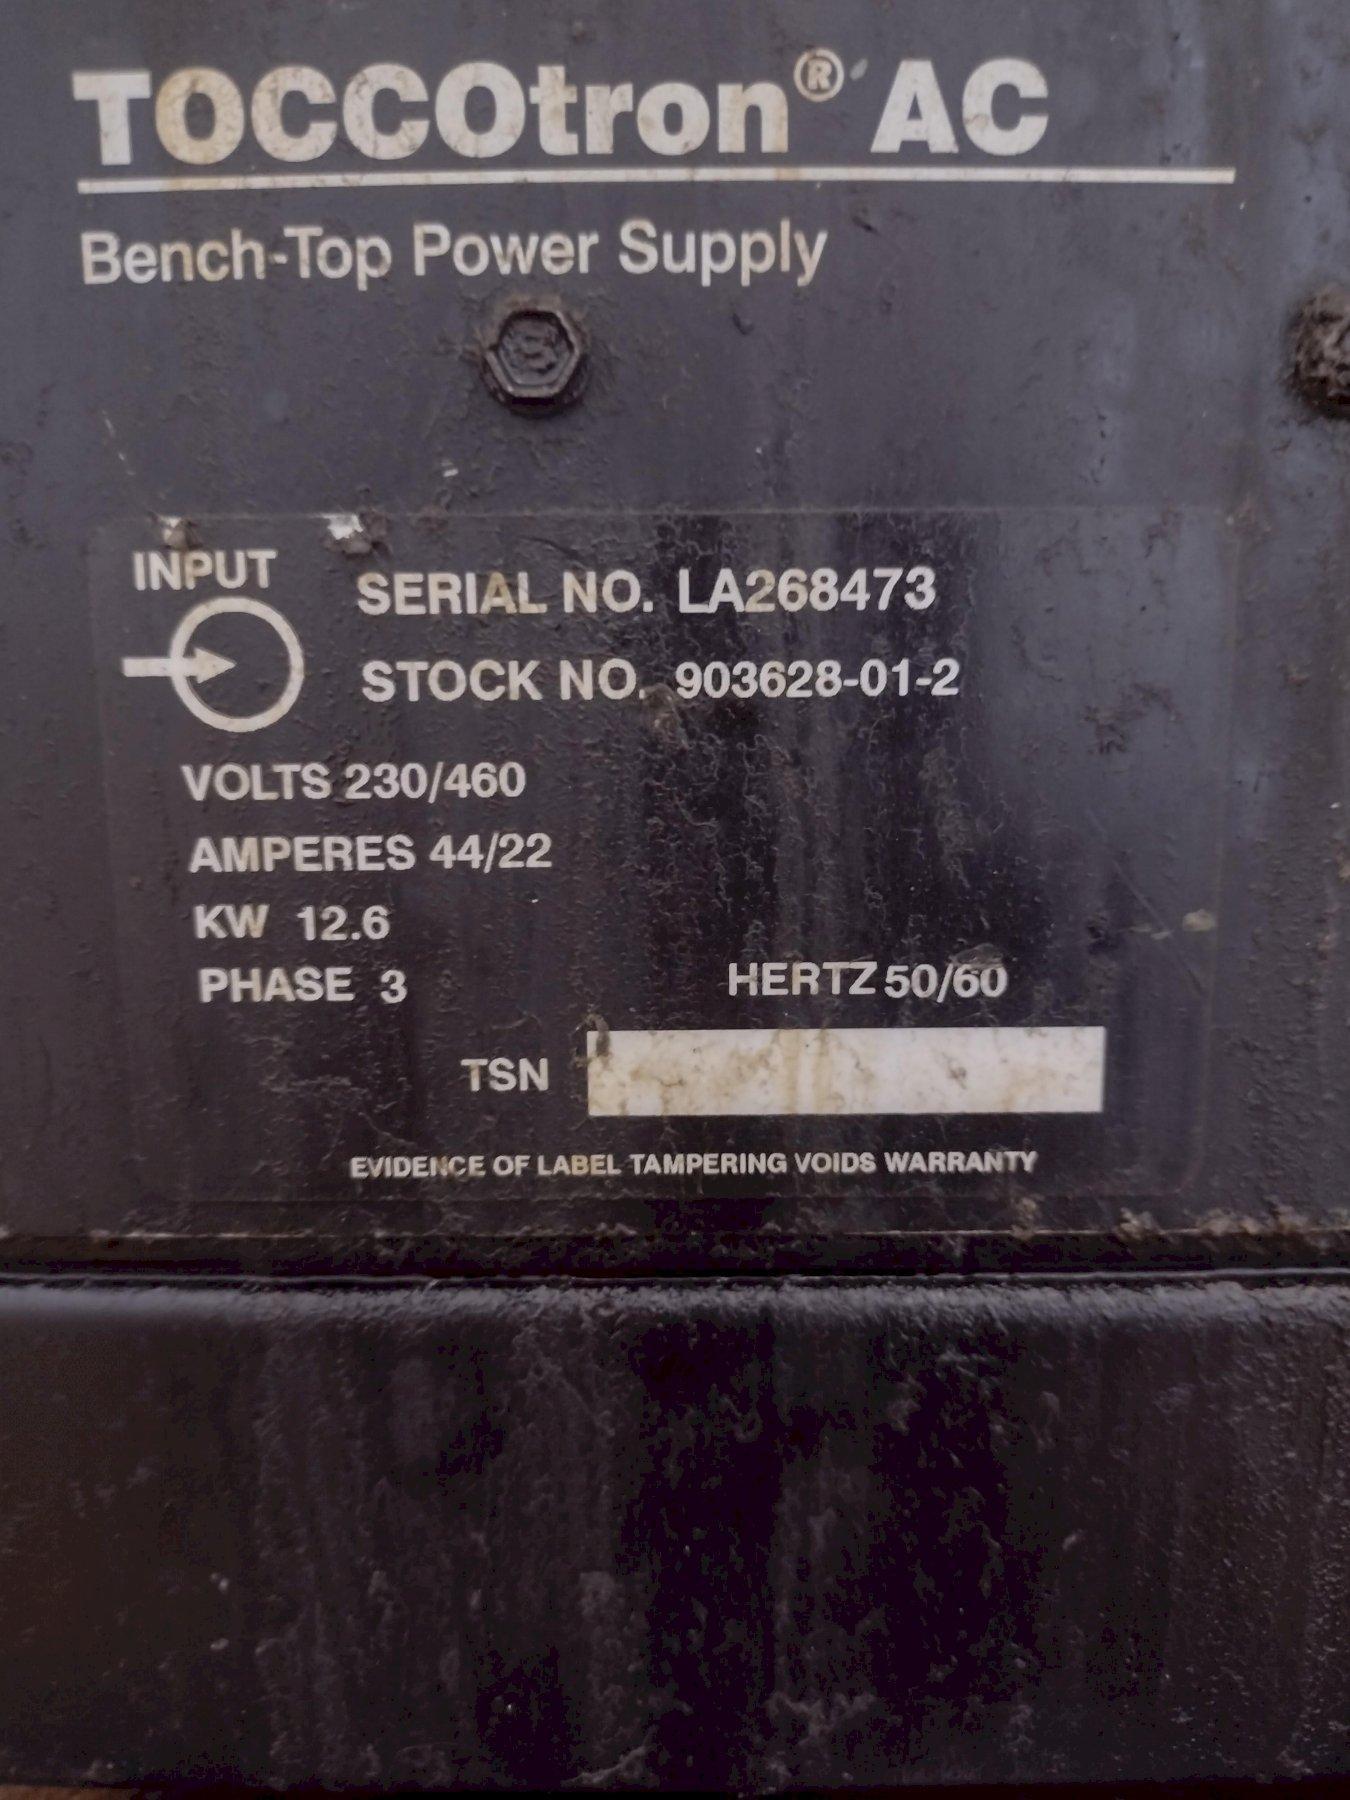 TOCCOtron® AC
Bench-Top Power Supply
INPUT
SERIAL NO. LA268473
STOCK NO. 903628-01-2
VOLTS 230/460
AMPERES 44/22
KW 12.6
PHASE 3 HERTZ 50/60
TSN
EVIDENCE OF LABEL TAMPERING VOIDS WARRANTY